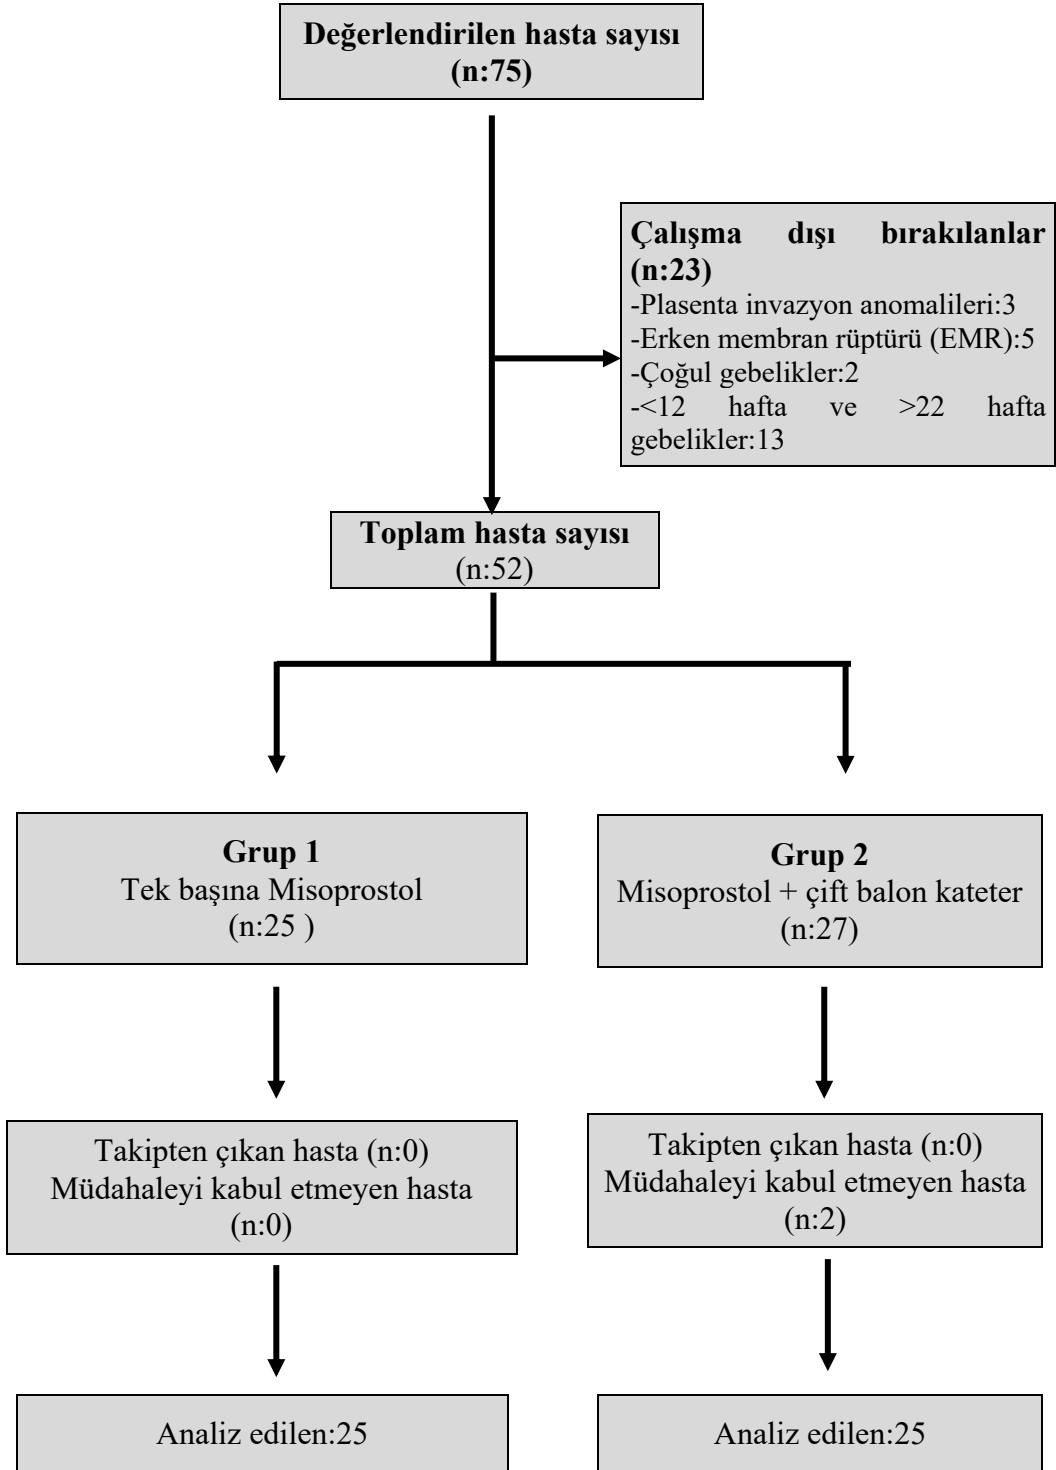 Değerlendirilen hasta sayısı
(n:75)
Çalışma dışı bırakılanlar
(n:23)
-Plasenta invazyon anomalileri:3
-Erken membran rüptürü (EMR):5
-Çoğul gebelikler:2
-<12 hafta ve >22 hafta
gebelikler:13
Toplam hasta sayısı
(n:52)
Grup 1
Tek başına Misoprostol
(n:25 )
Grup 2
Misoprostol + çift balon kateter
(n:27)
Takipten çıkan hasta (n:0)
Müdahaleyi kabul etmeyen hasta
(n:0)
Takipten çıkan hasta (n:0)
Müdahaleyi kabul etmeyen hasta
(n:2)
Analiz edilen:25
Analiz edilen:25